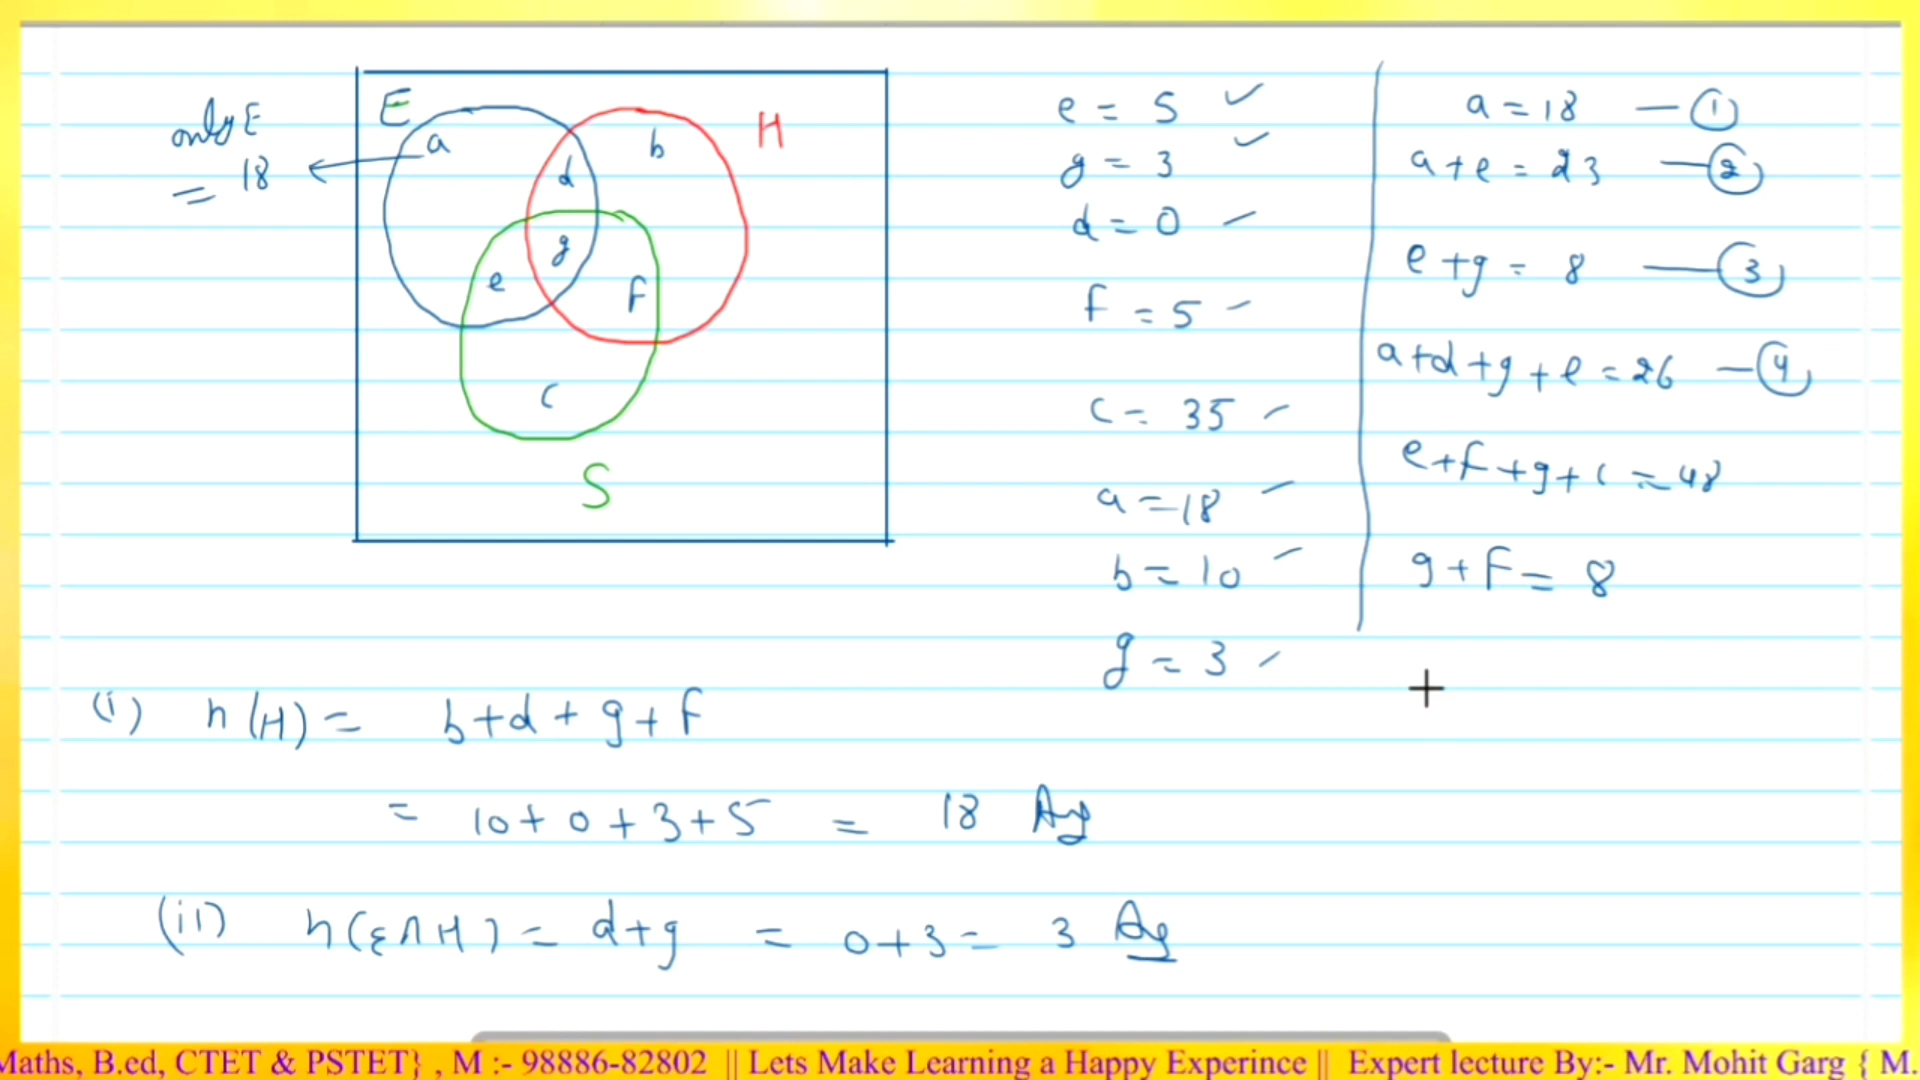 only E
= 18
E
a
d
b
H
g
e
f
c
S
e = 5 ✓
g = 3 ✓
d = 0
f = 5
c = 35
a = 18
b = 10
g = 3
a = 18 — ①
a + e = 23 — ②
e + g = 8 — ③
a + d + g + e = 26 — ④
e + f + g + c = 48
g + f = 8
(i) n(H) = b + d + g + f
= 10 + 0 + 3 + 5 = 18 Ans
(ii) n(E ∩ H) = d + g = 0 + 3 = 3 Ans
Maths, B.ed, CTET & PSTET} , M :- 98886-82802 || Lets Make Learning a Happy Experince || Expert lecture By:- Mr. Mohit Garg { M.